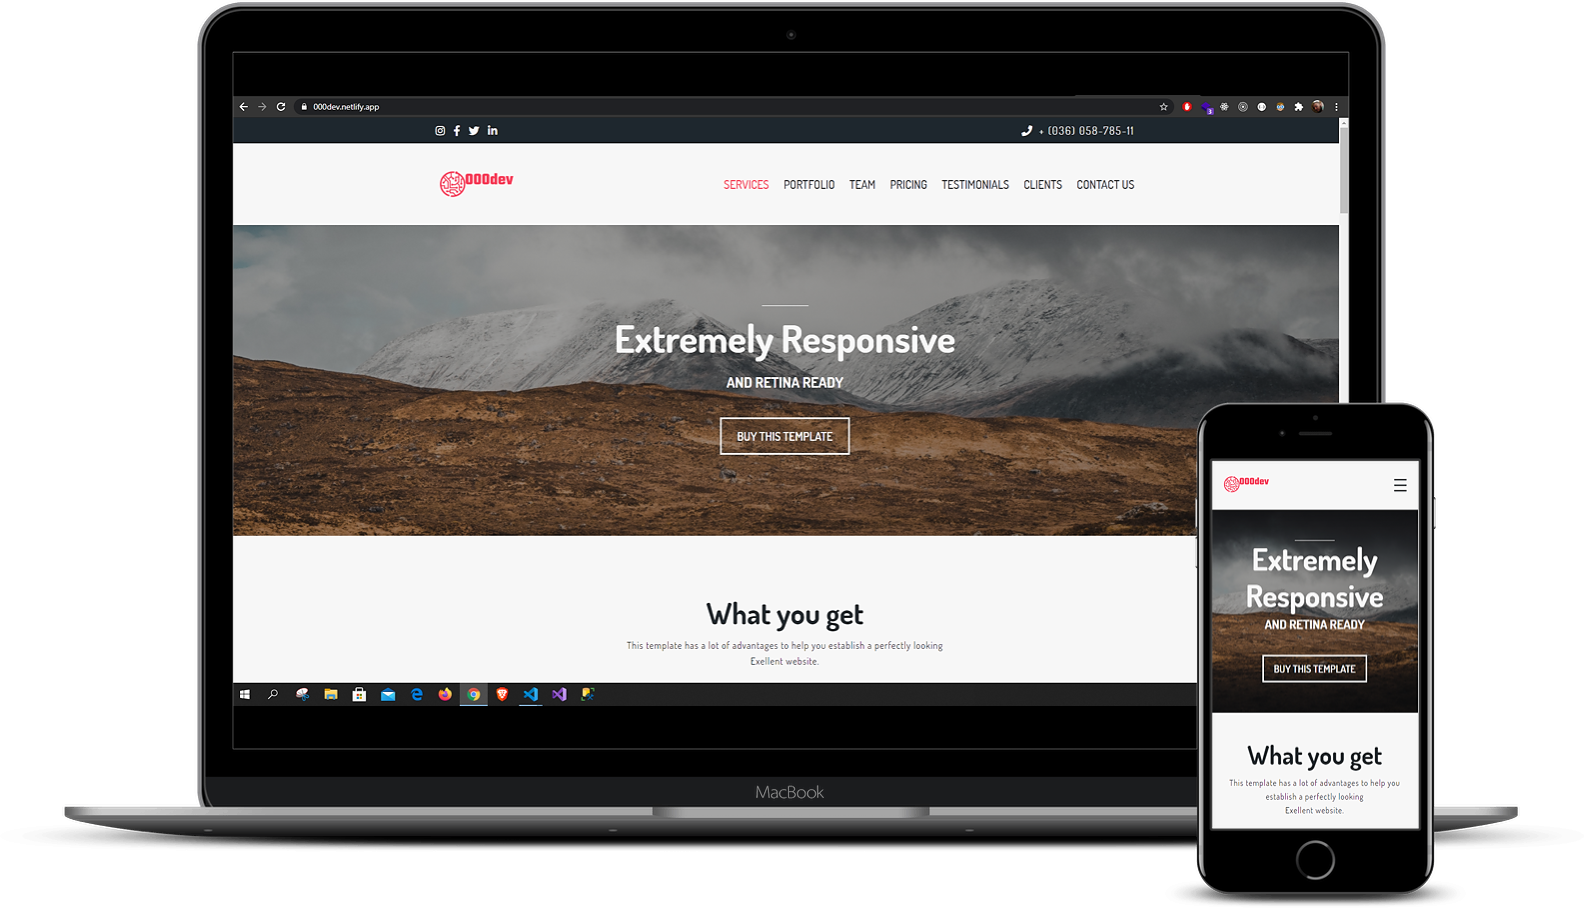 000dev.netlify.app
3
+ (036) 058-785-11
000dev
SERVICES PORTFOLIO TEAM PRICING TESTIMONIALS CLIENTS CONTACT US
Extremely Responsive
AND RETINA READY
BUY THIS TEMPLATE
What you get
This template has a lot of advantages to help you establish a perfectly looking
Exellent website.
MacBook
000dev
Extremely
Responsive
AND RETINA READY
BUY THIS TEMPLATE
What you get
This template has a lot of advantages to help you
establish a perfectly looking
Exellent website.